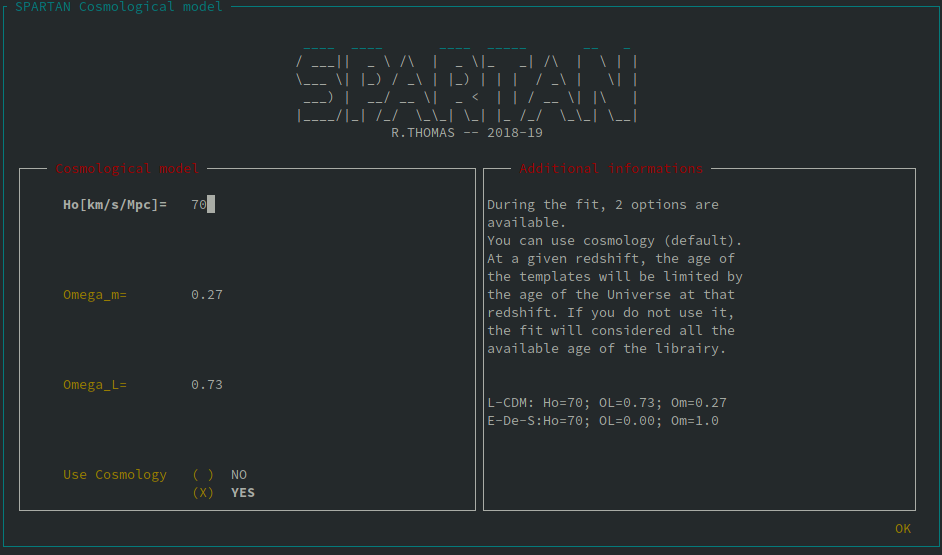 SPARTAN Cosmological model
SPARTAN
R.THOMAS -- 2018-19
Cosmological model
Ho[km/s/Mpc]= 70
Omega_m= 0.27
Omega_L= 0.73
Use Cosmology ( ) NO
(X) YES
Additional informations
During the fit, 2 options are
available.
You can use cosmology (default).
At a given redshift, the age of
the templates will be limited by
the age of the Universe at that
redshift. If you do not use it,
the fit will considered all the
available age of the librairy.
L-CDM: Ho=70; OL=0.73; Om=0.27
E-De-S:Ho=70; OL=0.00; Om=1.0
OK